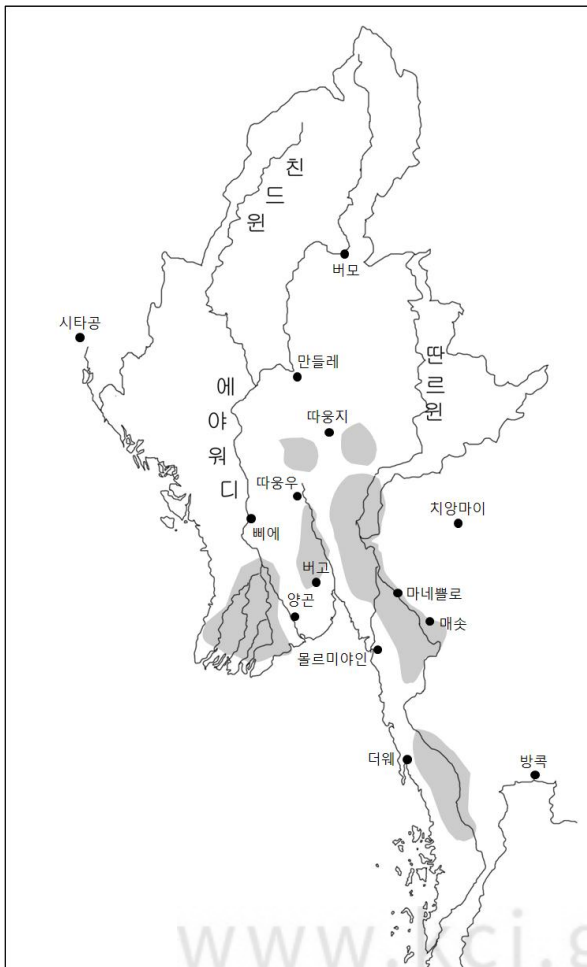 친드윈
버모
시타공
만들레
딴르윈
에야워디
따웅지
따웅우
치앙마이
삐에
버고
마네쁠로
양곤
매솟
몰르미야인
더웨
방콕
www.kci.g